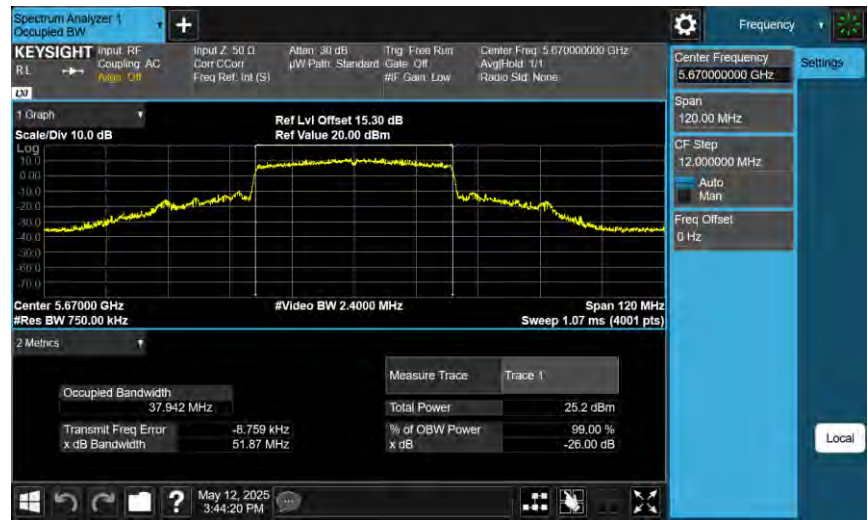 Spectrum Analyzer 1
Occupied BW
+
Frequency
KEYSIGHT Input: RF Input Z: 50 Ω Atten: 30 dB Trig: Free Run Center Freq: 5.670000000 GHz
RL Coupling: AC Corr CCorr µW Path: Standard Gate: Off Avg|Hold: 1/1
Align: Off Freq Ref: Int (S) #IF Gain: Low Radio Std: None
LXI
Center Frequency
5.670000000 GHz
Settings
Span
120.00 MHz
CF Step
12.000000 MHz
Auto
Man
Freq Offset
0 Hz
Local
1 Graph
Ref Lvl Offset 15.30 dB
Scale/Div 10.0 dB Ref Value 20.00 dBm
Log
10.0
0.00
-10.0
-20.0
-30.0
-40.0
-50.0
-60.0
-70.0
Center 5.67000 GHz #Video BW 2.4000 MHz Span 120 MHz
#Res BW 750.00 kHz Sweep 1.07 ms (4001 pts)
2 Metrics
Measure Trace Trace 1
Occupied Bandwidth
37.942 MHz Total Power 25.2 dBm
Transmit Freq Error -8.759 kHz % of OBW Power 99.00 %
x dB Bandwidth 51.87 MHz x dB -26.00 dB
? May 12, 2025
3:44:20 PM